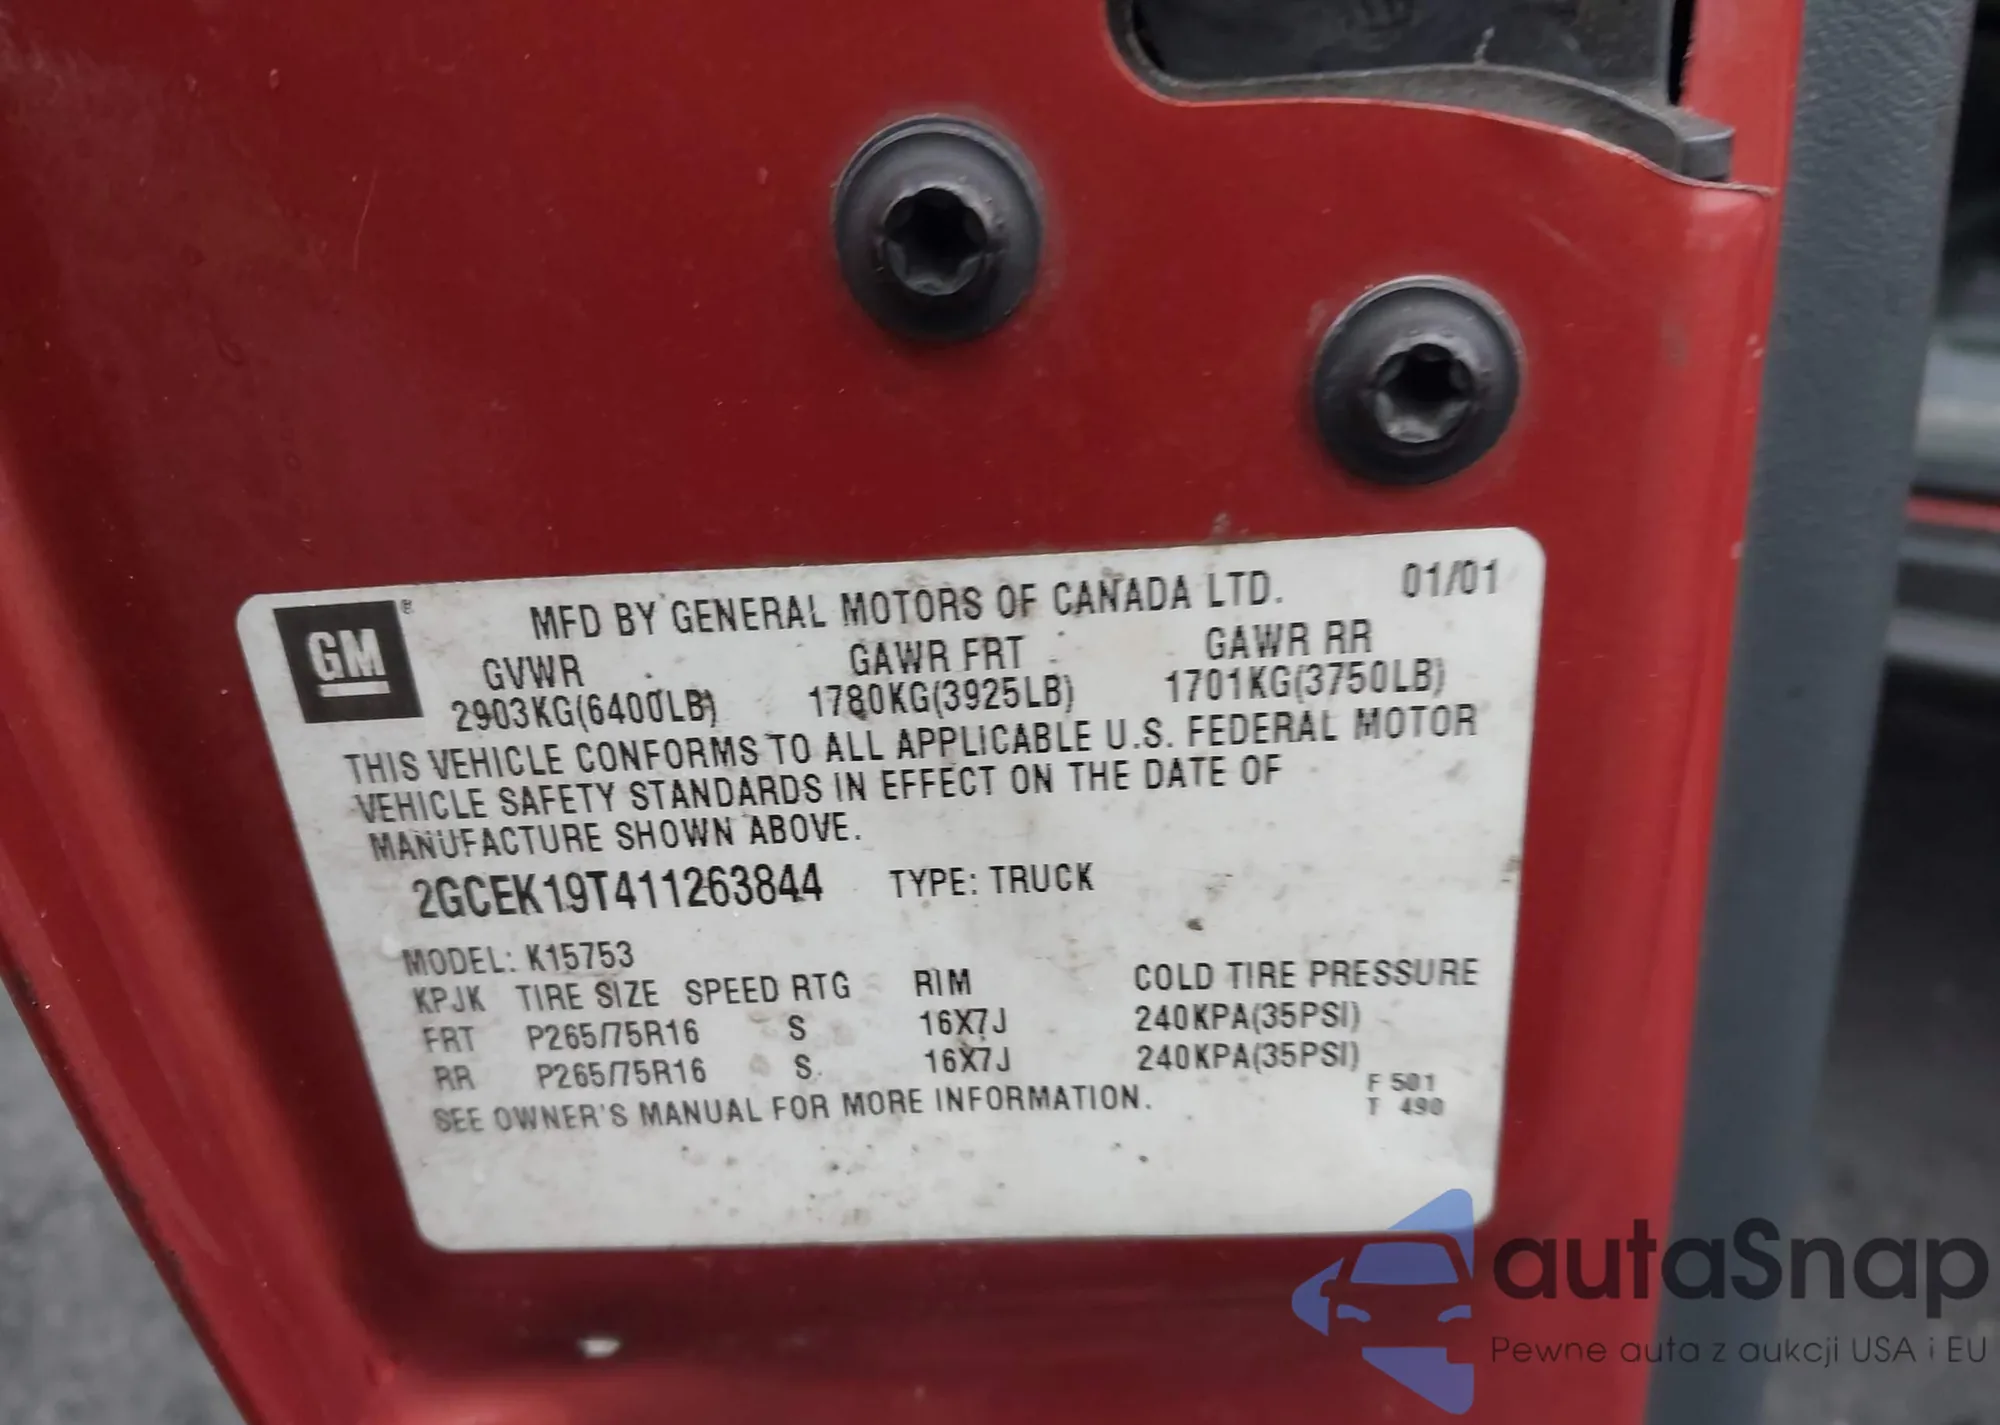 GM®
MFD BY GENERAL MOTORS OF CANADA LTD. 01/01
GVWR GAWR FRT GAWR RR
2903KG(6400LB) 1780KG(3925LB) 1701KG(3750LB)
THIS VEHICLE CONFORMS TO ALL APPLICABLE U.S. FEDERAL MOTOR
VEHICLE SAFETY STANDARDS IN EFFECT ON THE DATE OF
MANUFACTURE SHOWN ABOVE.
2GCEK19T411263844 TYPE: TRUCK
MODEL: K15753
KPJK TIRE SIZE SPEED RTG RIM COLD TIRE PRESSURE
FRT P265/75R16 S 16X7J 240KPA(35PSI)
RR P265/75R16 S 16X7J 240KPA(35PSI)
SEE OWNER'S MANUAL FOR MORE INFORMATION.
F 501
T 490
autaSnap
Pewne auta z aukcji USA i EU